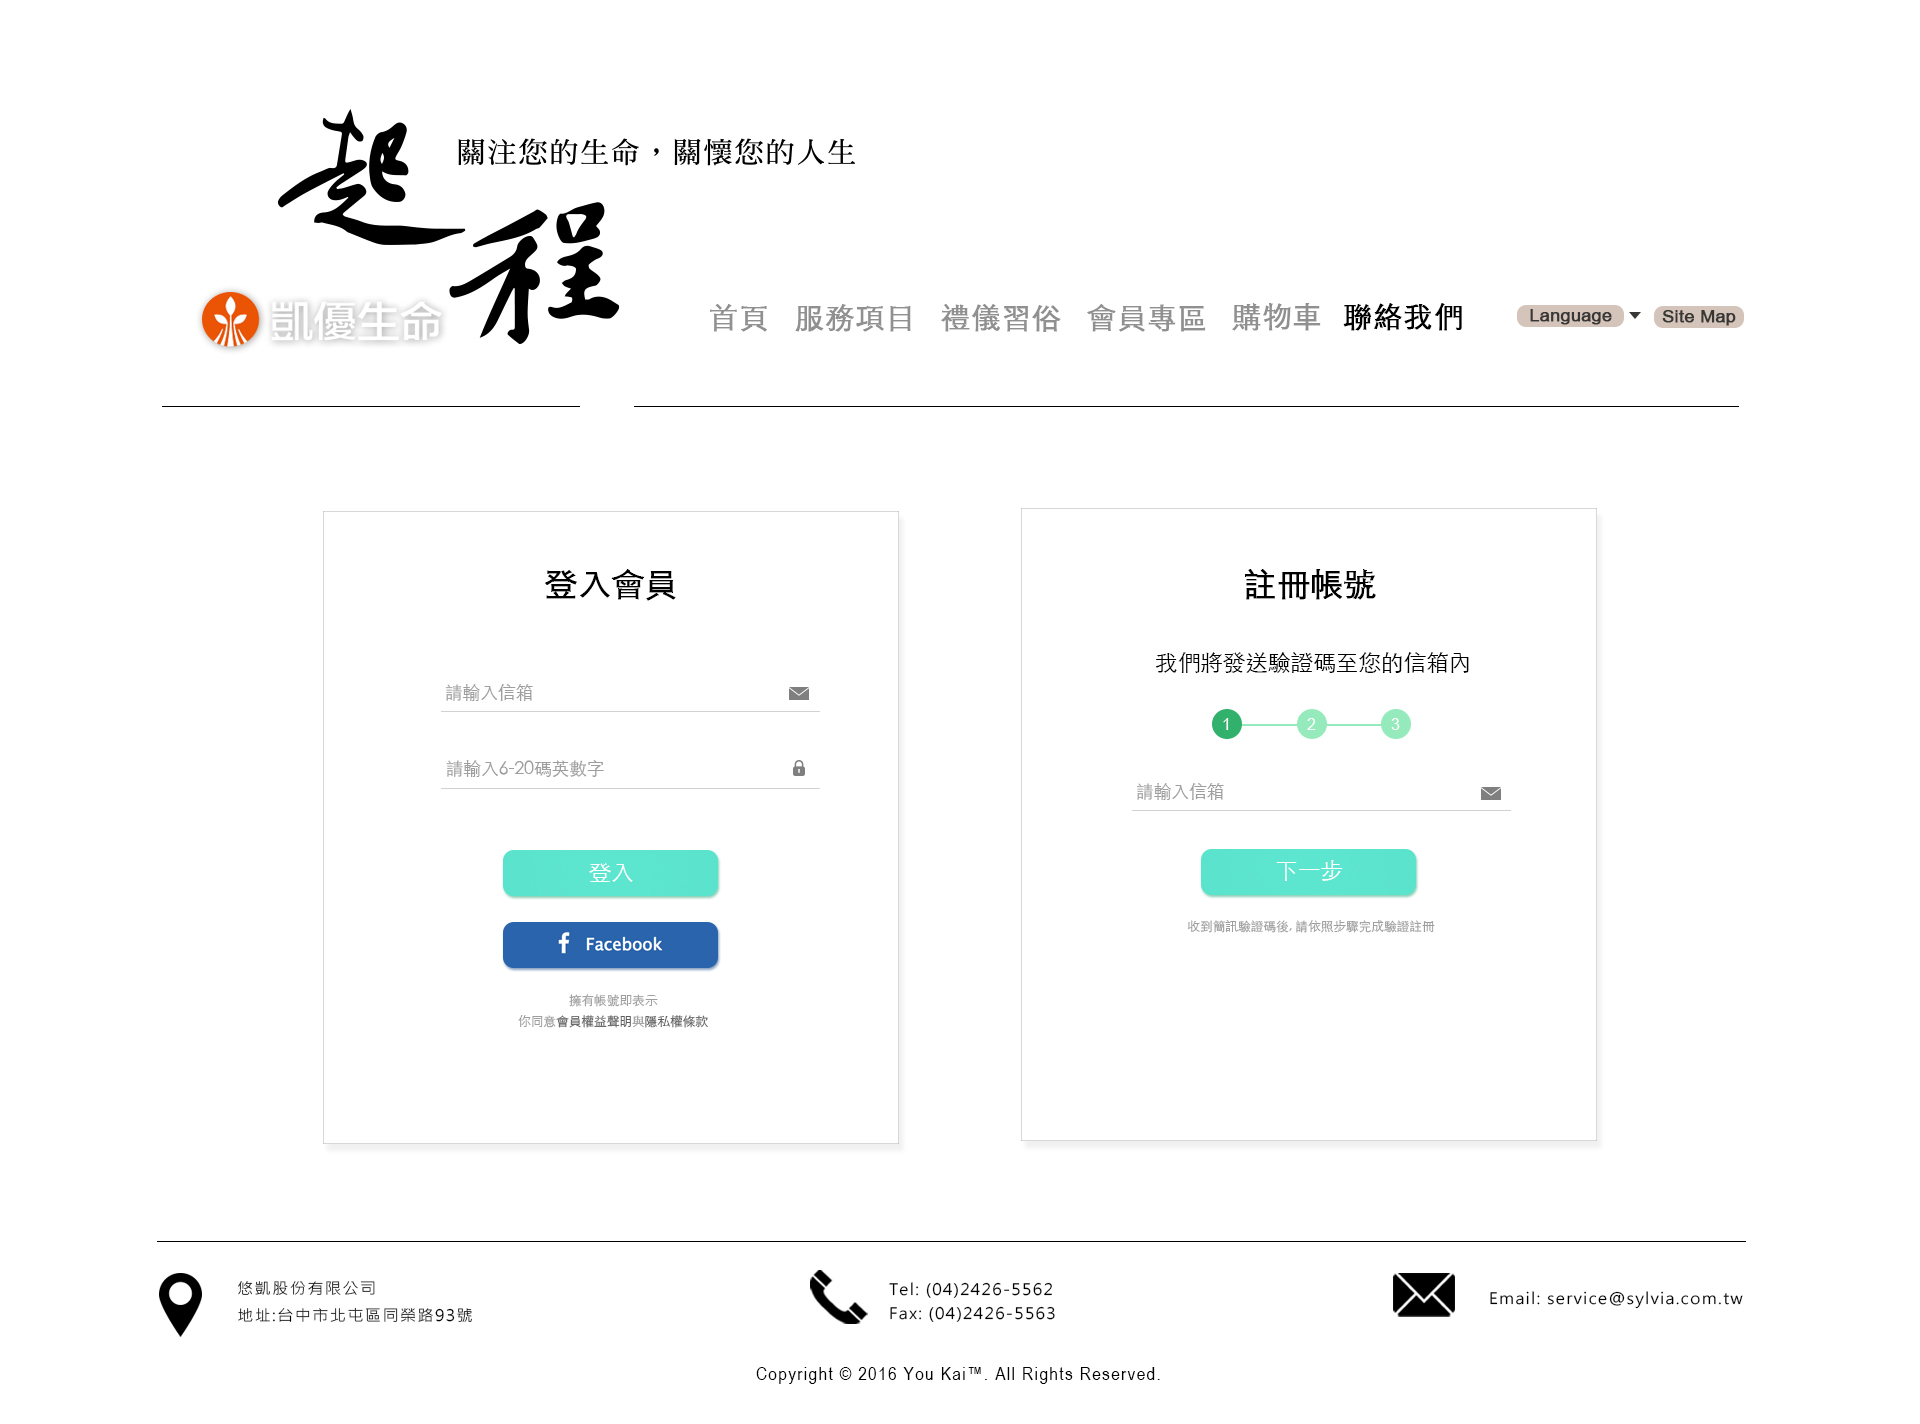 起程
關注您的生命，關懷您的人生
凱優生命
首頁 服務項目 禮儀習俗 會員專區 購物車 聯絡我們 Language Site Map
登入會員
請輸入信箱
請輸入6-20碼英數字
登入
Facebook
擁有帳號即表示
你同意會員權益聲明與隱私權條款
註冊帳號
我們將發送驗證碼至您的信箱內
1 2 3
請輸入信箱
下一步
收到簡訊驗證碼後, 請依照步驟完成驗證註冊
悠凱股份有限公司
地址:台中市北屯區同榮路93號
Tel: (04)2426-5562
Fax: (04)2426-5563
Email: service@sylvia.com.tw
Copyright © 2016 You Kai™. All Rights Reserved.